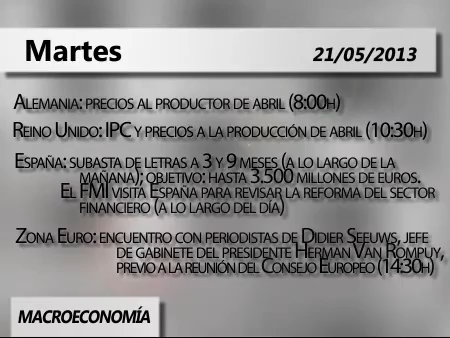 Martes 21/05/2013
Alemania: precios al productor de abril (8:00h)
Reino Unido: IPC y precios a la producción de abril (10:30h)
España: subasta de letras a 3 y 9 meses (a lo largo de la
mañana); objetivo: hasta 3.500 millones de euros.
El FMI visita España para revisar la reforma del sector
financiero (a lo largo del día)
Zona Euro: encuentro con periodistas de Didier Seeuws, jefe
de gabinete del presidente Herman Van Rompuy,
previo a la reunión del Consejo Europeo (14:30h)
MACROECONOMÍA